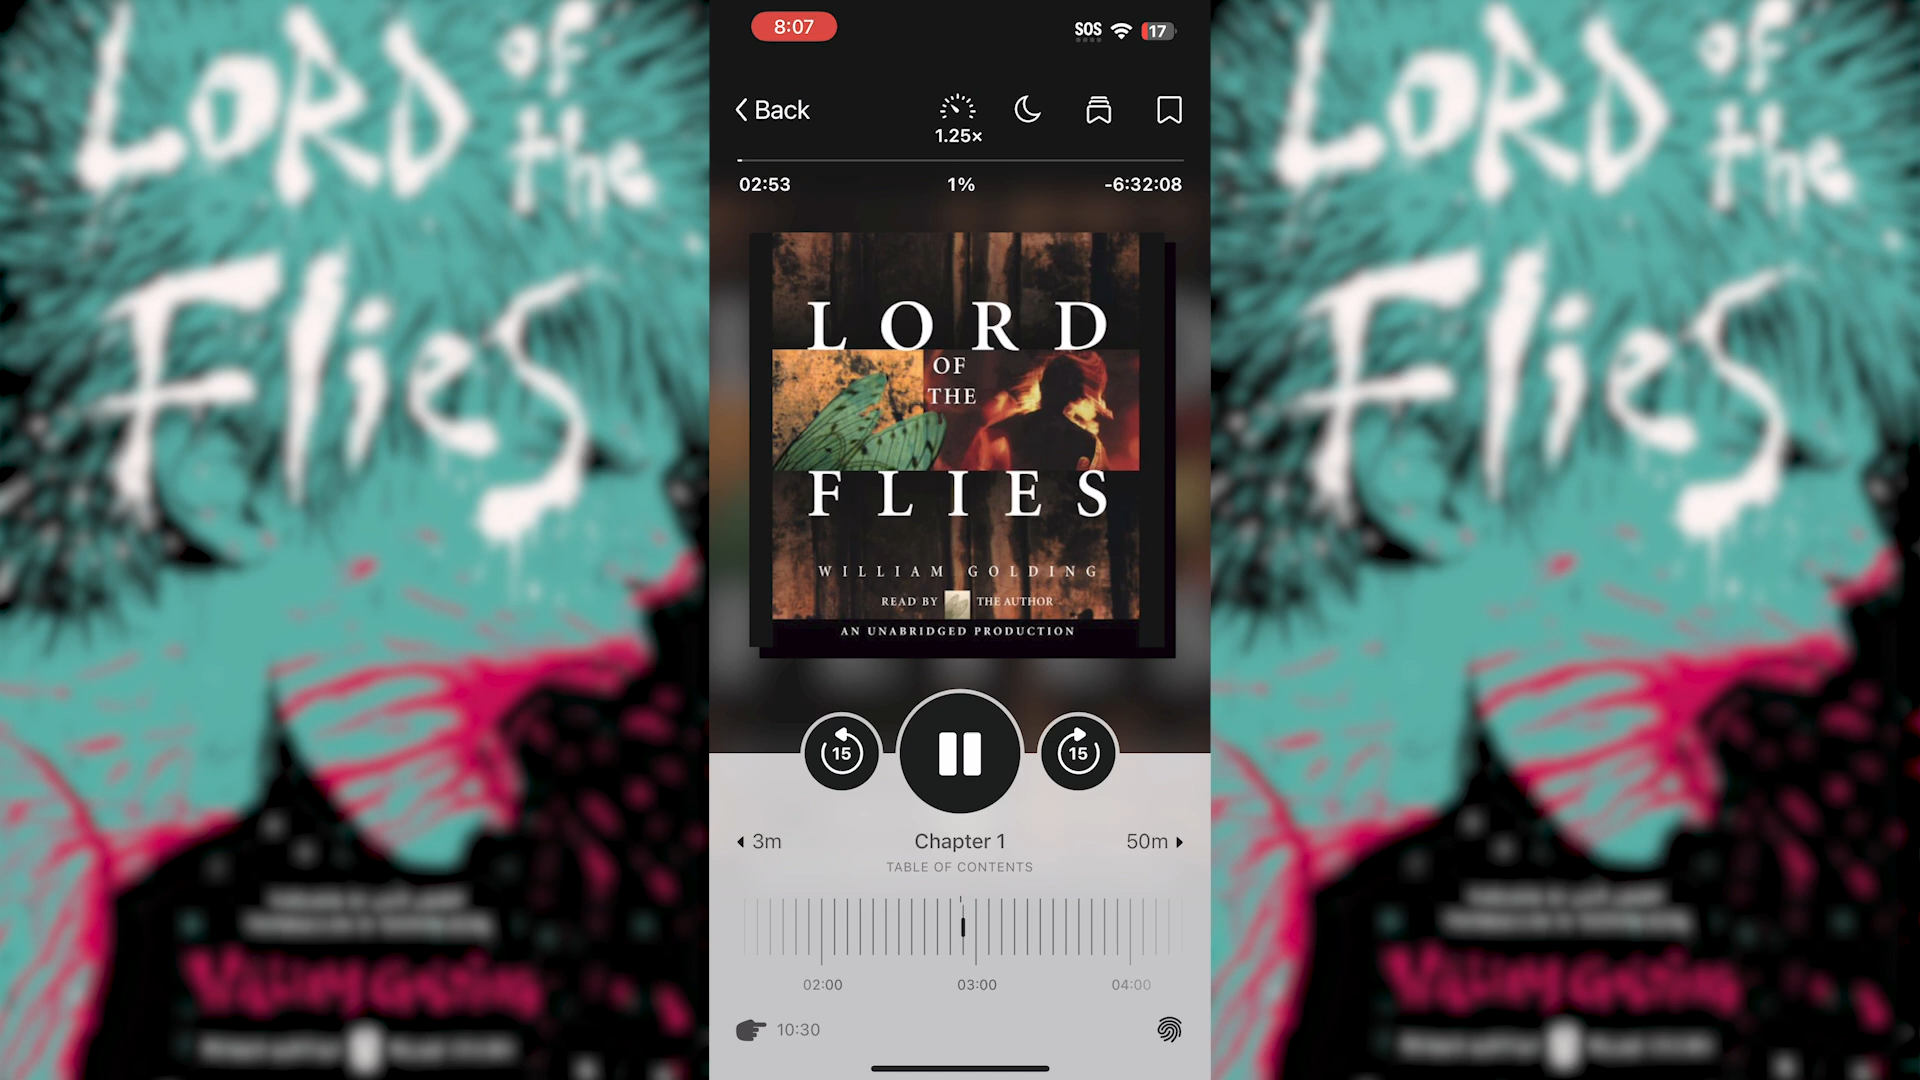 LORD of the
Flies
8:07
SOS 17
Back
1.25×
02:53 1% -6:32:08
LORD
OF
THE
FLIES
WILLIAM GOLDING
READ BY THE AUTHOR
AN UNABRIDGED PRODUCTION
15 15
3m Chapter 1 50m
TABLE OF CONTENTS
02:00 03:00 04:00
10:30
LORD of the
Flies